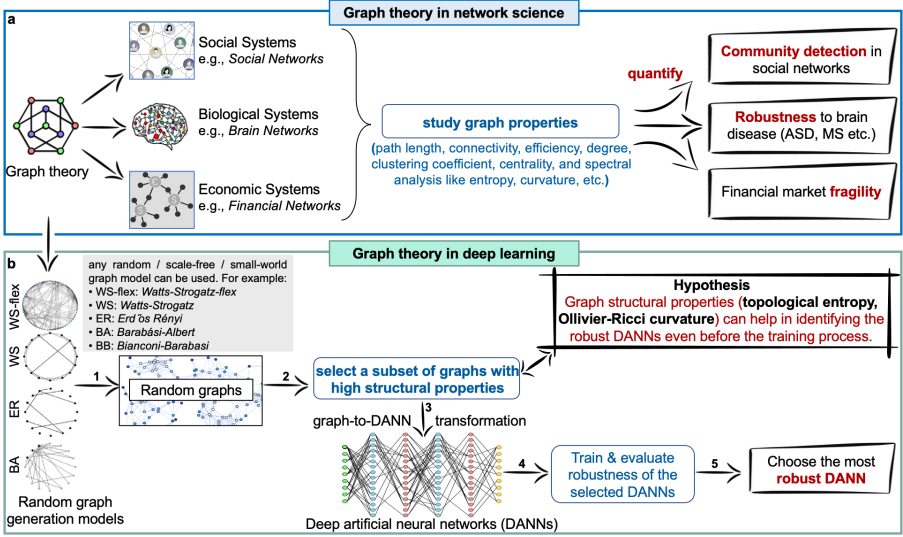 Graph theory in network science
a
Social Systems
e.g., Social Networks
Biological Systems
e.g., Brain Networks
Economic Systems
e.g., Financial Networks
Graph theory
study graph properties
(path length, connectivity, efficiency, degree,
clustering coefficient, centrality, and spectral
analysis like entropy, curvature, etc.)
quantify
Community detection in
social networks
Robustness to brain
disease (ASD, MS etc.)
Financial market fragility
Graph theory in deep learning
b
WS-flex
WS
ER
BA
Random graph
generation models
any random / scale-free / small-world
graph model can be used. For example:
• WS-flex: Watts-Strogatz-flex
• WS: Watts-Strogatz
• ER: Erd ̋os Rényi
• BA: Barabási-Albert
• BB: Bianconi-Barabasi
1
Random graphs
2
select a subset of graphs with
high structural properties
Hypothesis
Graph structural properties (topological entropy,
Ollivier-Ricci curvature) can help in identifying the
robust DANNs even before the training process.
3
graph-to-DANN transformation
Deep artificial neural networks (DANNs)
4
Train & evaluate
robustness of the
selected DANNs
5
Choose the most
robust DANN